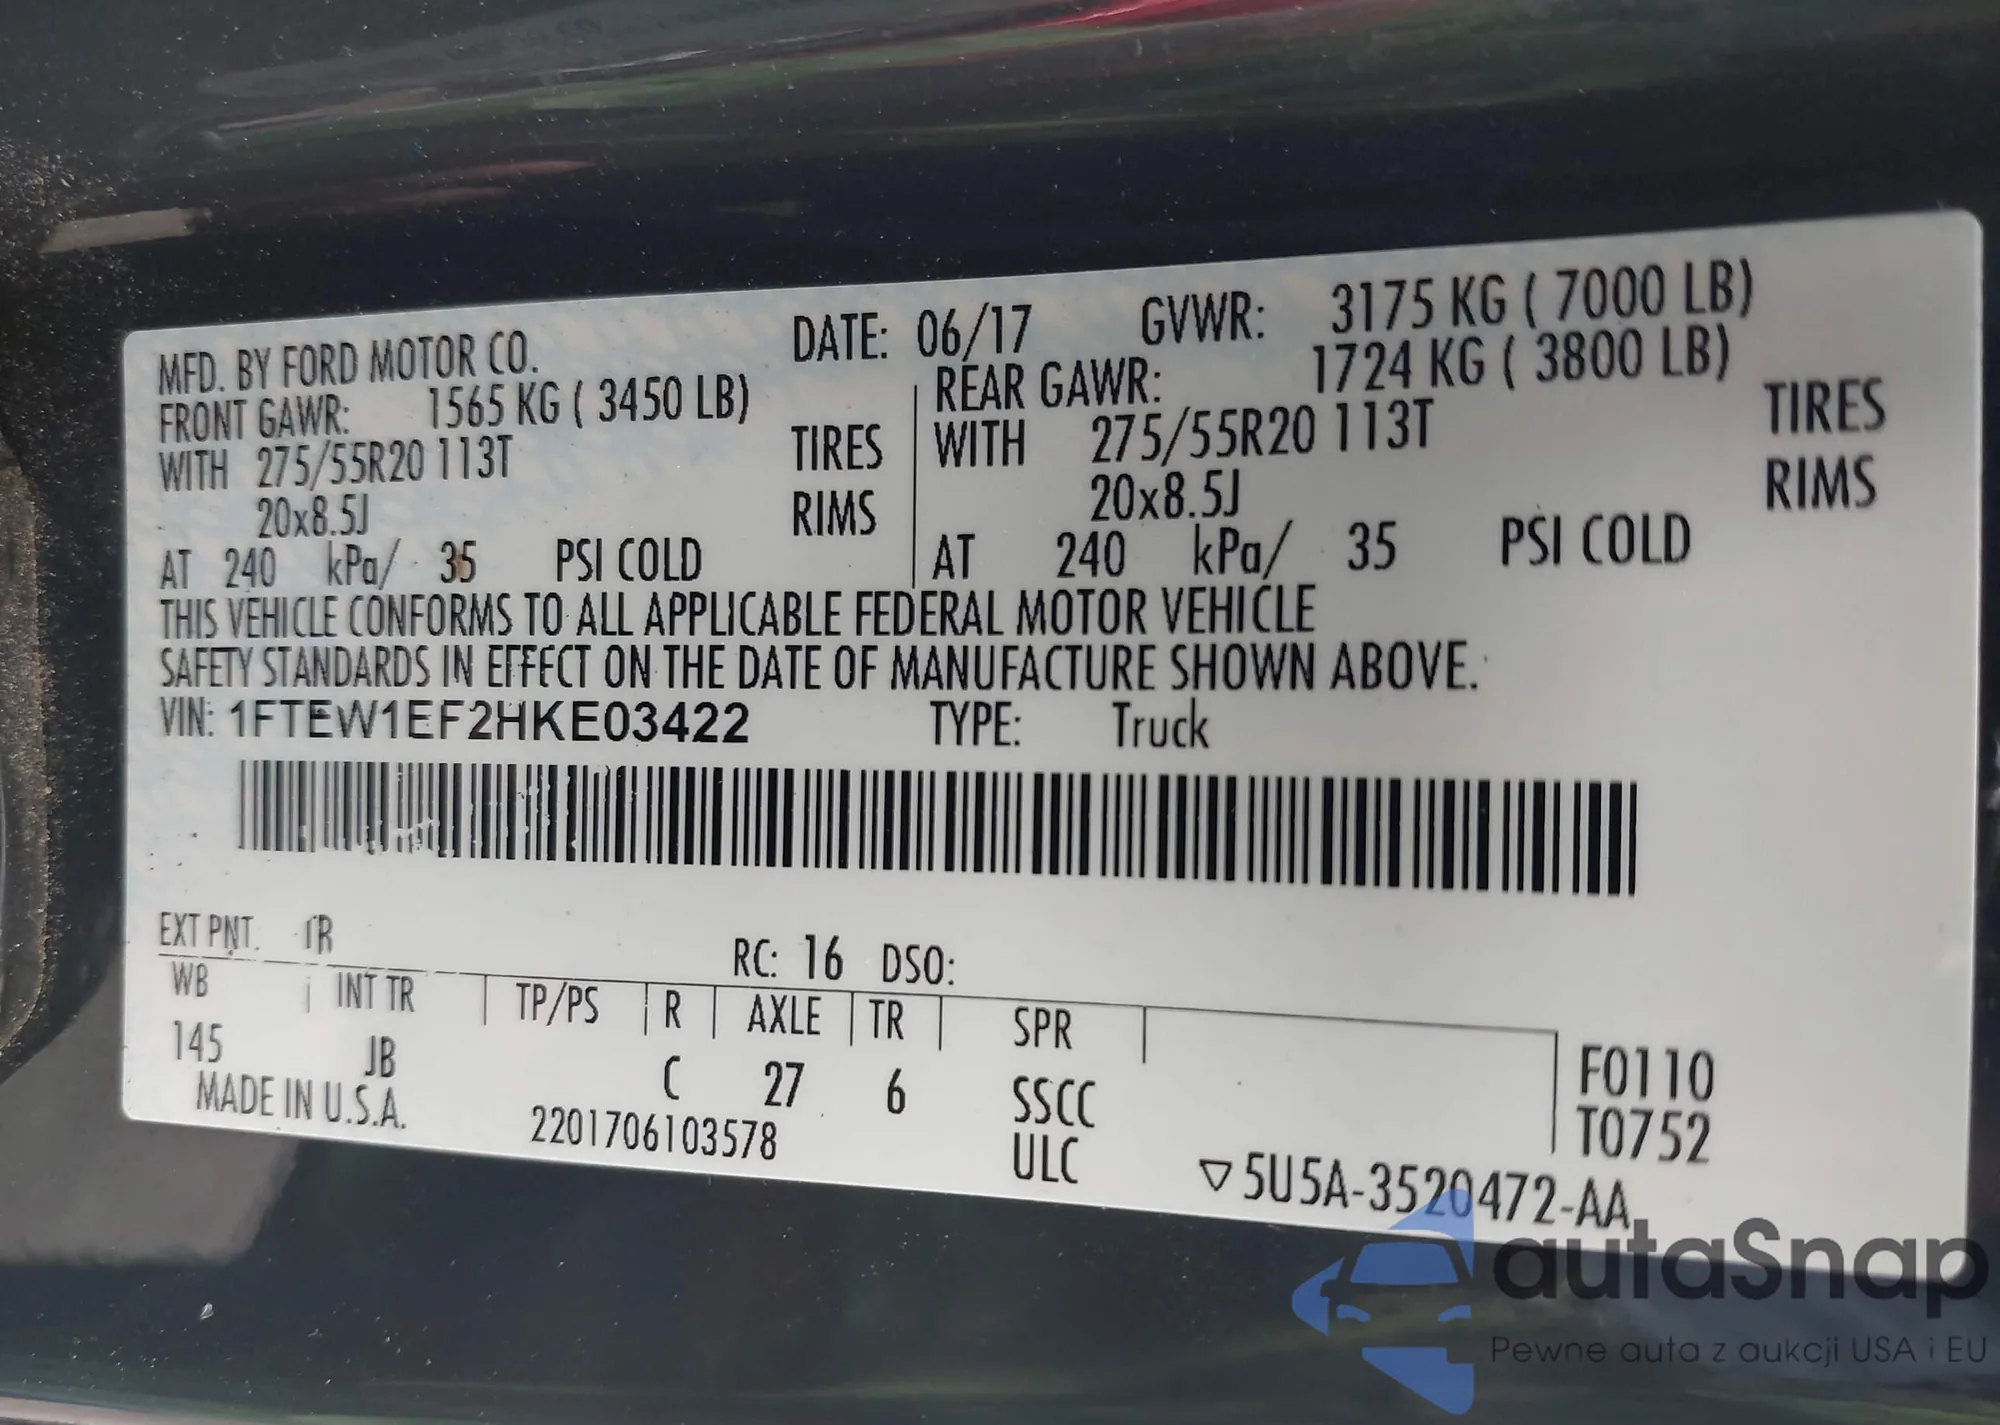 MFD. BY FORD MOTOR CO. DATE: 06/17 GVWR: 3175 KG ( 7000 LB)
FRONT GAWR: 1565 KG ( 3450 LB) REAR GAWR: 1724 KG ( 3800 LB)
WITH 275/55R20 113T TIRES WITH 275/55R20 113T TIRES
20x8.5J RIMS 20x8.5J RIMS
AT 240 kPa/ 35 PSI COLD AT 240 kPa/ 35 PSI COLD
THIS VEHICLE CONFORMS TO ALL APPLICABLE FEDERAL MOTOR VEHICLE
SAFETY STANDARDS IN EFFECT ON THE DATE OF MANUFACTURE SHOWN ABOVE.
VIN: 1FTEW1EF2HKE03422 TYPE: Truck
EXT PNT. RC: 16 DSO:
WB INT TR TP/PS R AXLE TR SPR
145 JB C 27 6 SSCC F0110
MADE IN U.S.A. 2201706103578 ULC T0752
▽5U5A-3520472-AA
autaSnap
Pewne auta z aukcji USA i EU